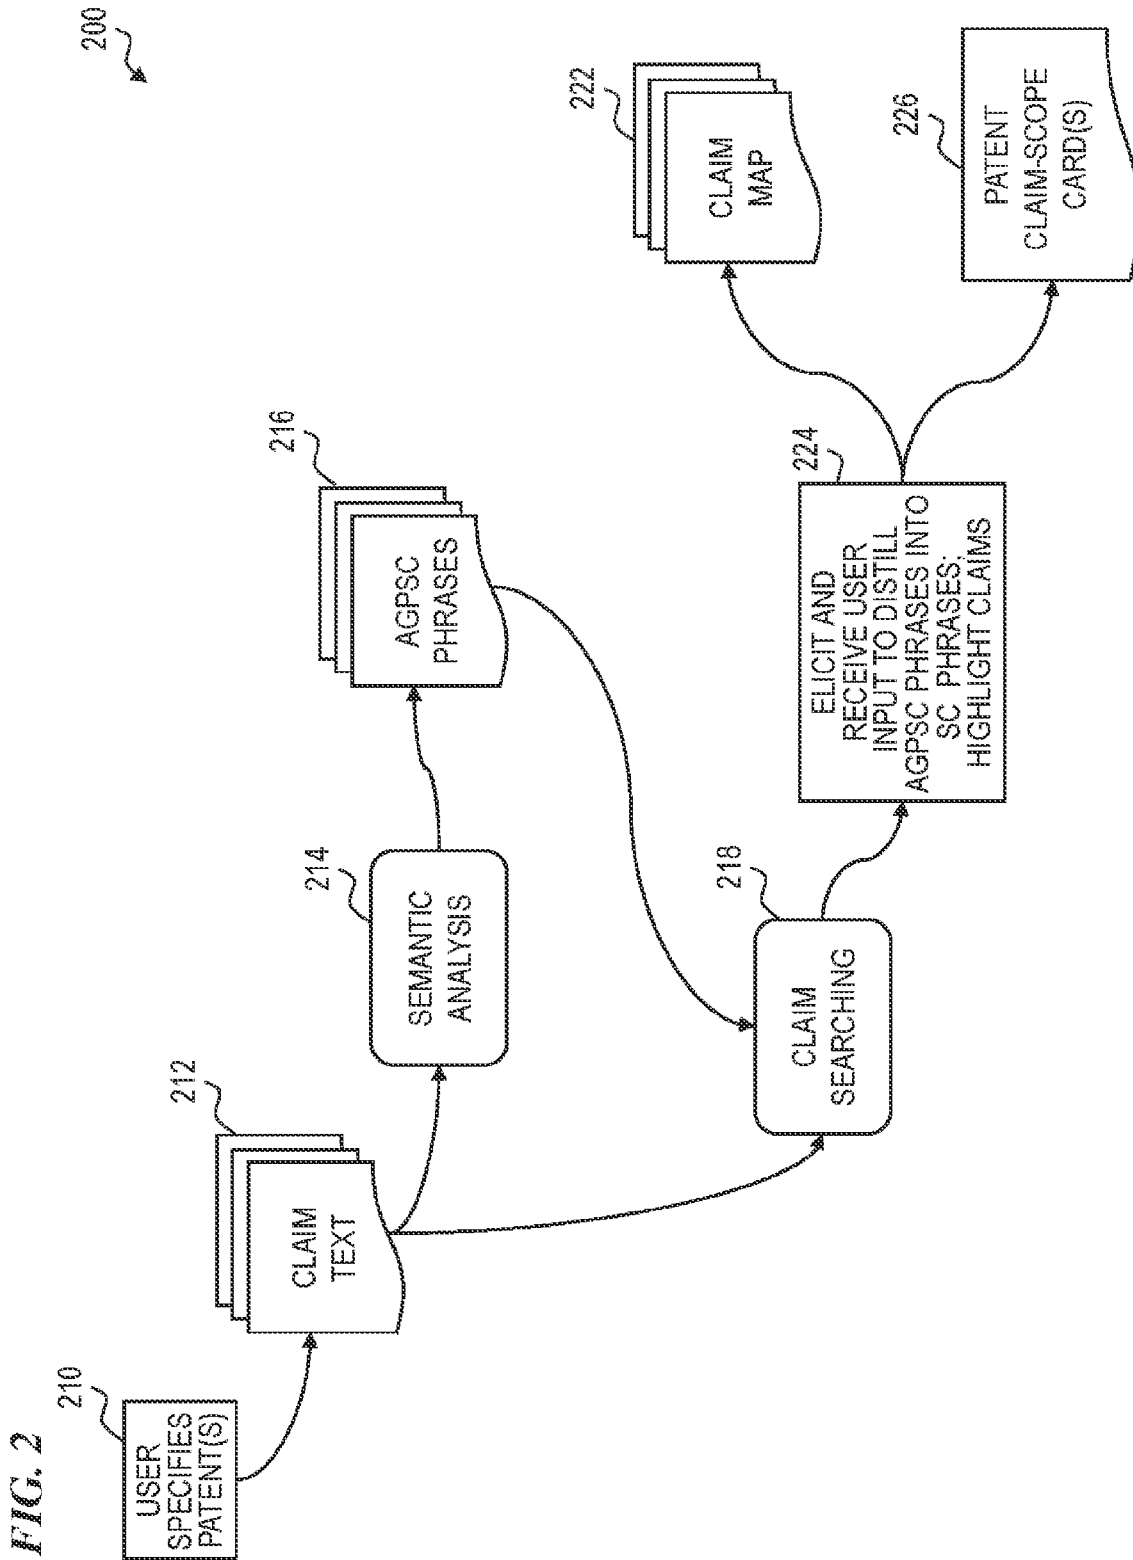 FIG. 2
200
210
USER
SPECIFIES
PATENT(S)
212
CLAIM
TEXT
214
SEMANTIC
ANALYSIS
216
AGPSC
PHRASES
218
CLAIM
SEARCHING
224
ELICIT AND
RECEIVE USER
INPUT TO DISTILL
AGPSC PHRASES INTO
SC PHRASES;
HIGHLIGHT CLAIMS
222
CLAIM
MAP
226
PATENT
CLAIM-SCOPE
CARD(S)